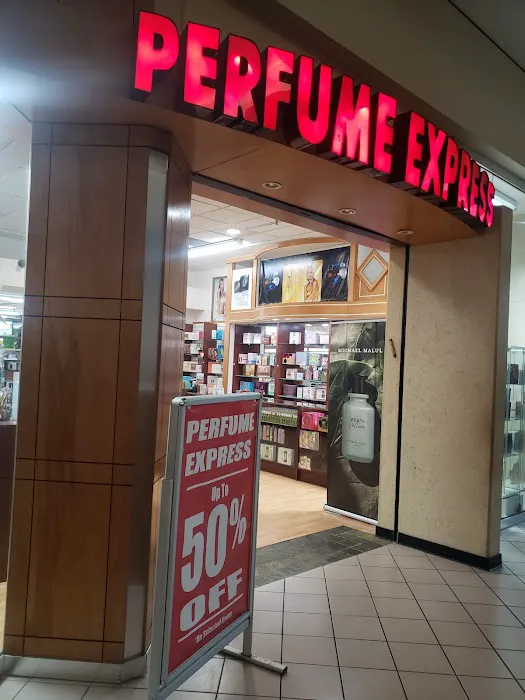 PERFUME EXPRESS
MICHAEL MALUL
PERFUME
EXPRESS
Up To
50%
OFF